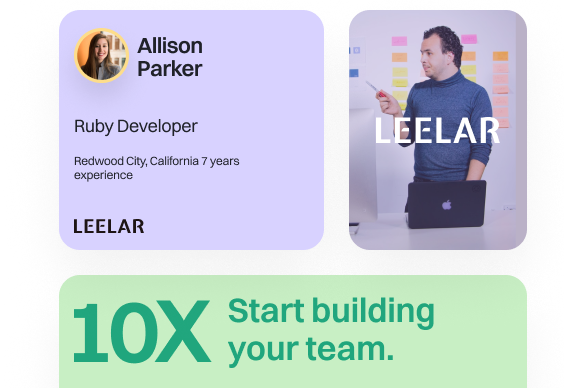 Allison
Parker
Ruby Developer
Redwood City, California 7 years
experience
LEELAR
LEELAR
10X
Start building
your team.